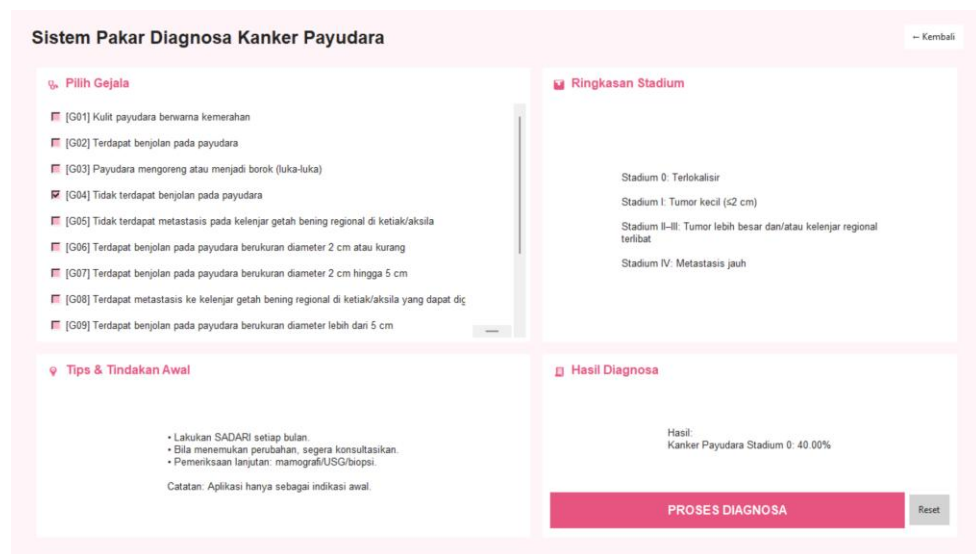 Sistem Pakar Diagnosa Kanker Payudara
← Kembali
Pilih Gejala
[G01] Kulit payudara berwarna kemerahan
[G02] Terdapat benjolan pada payudara
[G03] Payudara mengoreng atau menjadi borok (luka-luka)
[G04] Tidak terdapat benjolan pada payudara
[G05] Tidak terdapat metastasis pada kelenjar getah bening regional di ketiak/aksila
[G06] Terdapat benjolan pada payudara berukuran diameter 2 cm atau kurang
[G07] Terdapat benjolan pada payudara berukuran diameter 2 cm hingga 5 cm
[G08] Terdapat metastasis ke kelenjar getah bening regional di ketiak/aksila yang dapat dig
[G09] Terdapat benjolan pada payudara berukuran diameter lebih dari 5 cm
Ringkasan Stadium
Stadium 0: Terlokalisir
Stadium I: Tumor kecil (≤2 cm)
Stadium II–III: Tumor lebih besar dan/atau kelenjar regional
terlibat
Stadium IV: Metastasis jauh
Tips & Tindakan Awal
• Lakukan SADARI setiap bulan.
• Bila menemukan perubahan, segera konsultasikan.
• Pemeriksaan lanjutan: mamografi/USG/biopsi.
Catatan: Aplikasi hanya sebagai indikasi awal.
Hasil Diagnosa
Hasil:
Kanker Payudara Stadium 0: 40.00%
PROSES DIAGNOSA
Reset